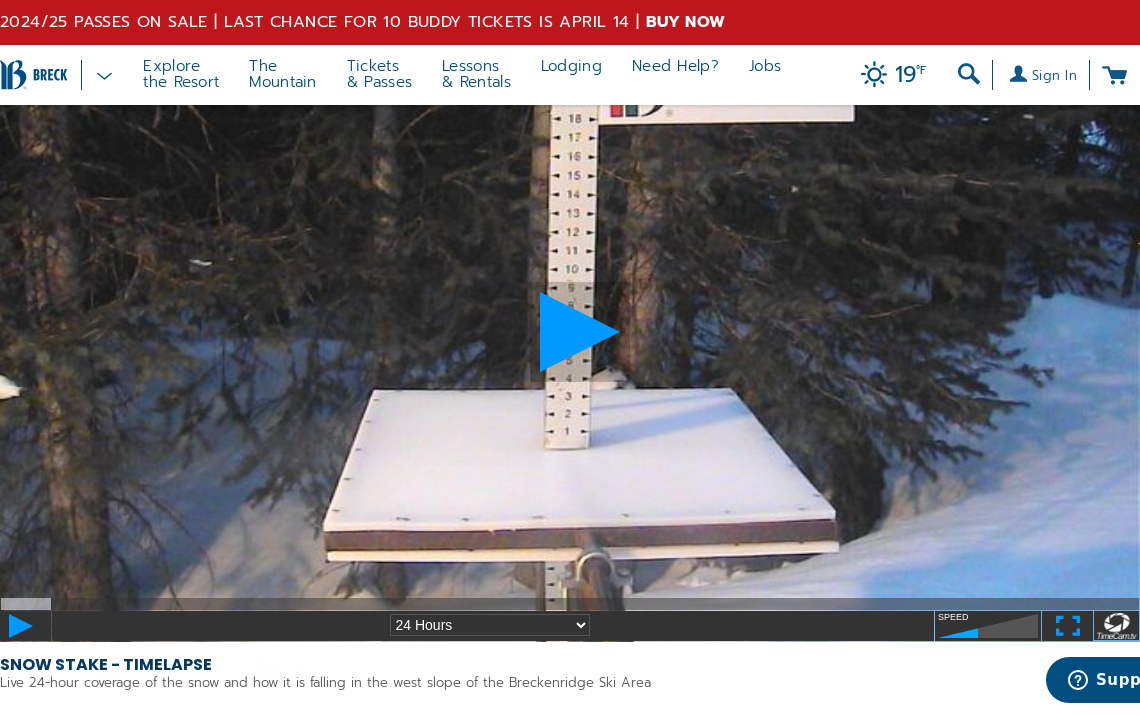 2024/25 PASSES ON SALE | LAST CHANCE FOR 10 BUDDY TICKETS IS APRIL 14 | BUY NOW
B BRECK
Explore
the Resort
The
Mountain
Tickets
& Passes
Lessons
& Rentals
Lodging
Need Help?
Jobs
19°F
Sign In
18
17
16
15
14
13
12
11
10
9
8
5
4
3
2
1
24 Hours
SPEED
TimeCam.tv
SNOW STAKE - TIMELAPSE
Live 24-hour coverage of the snow and how it is falling in the west slope of the Breckenridge Ski Area
Supp